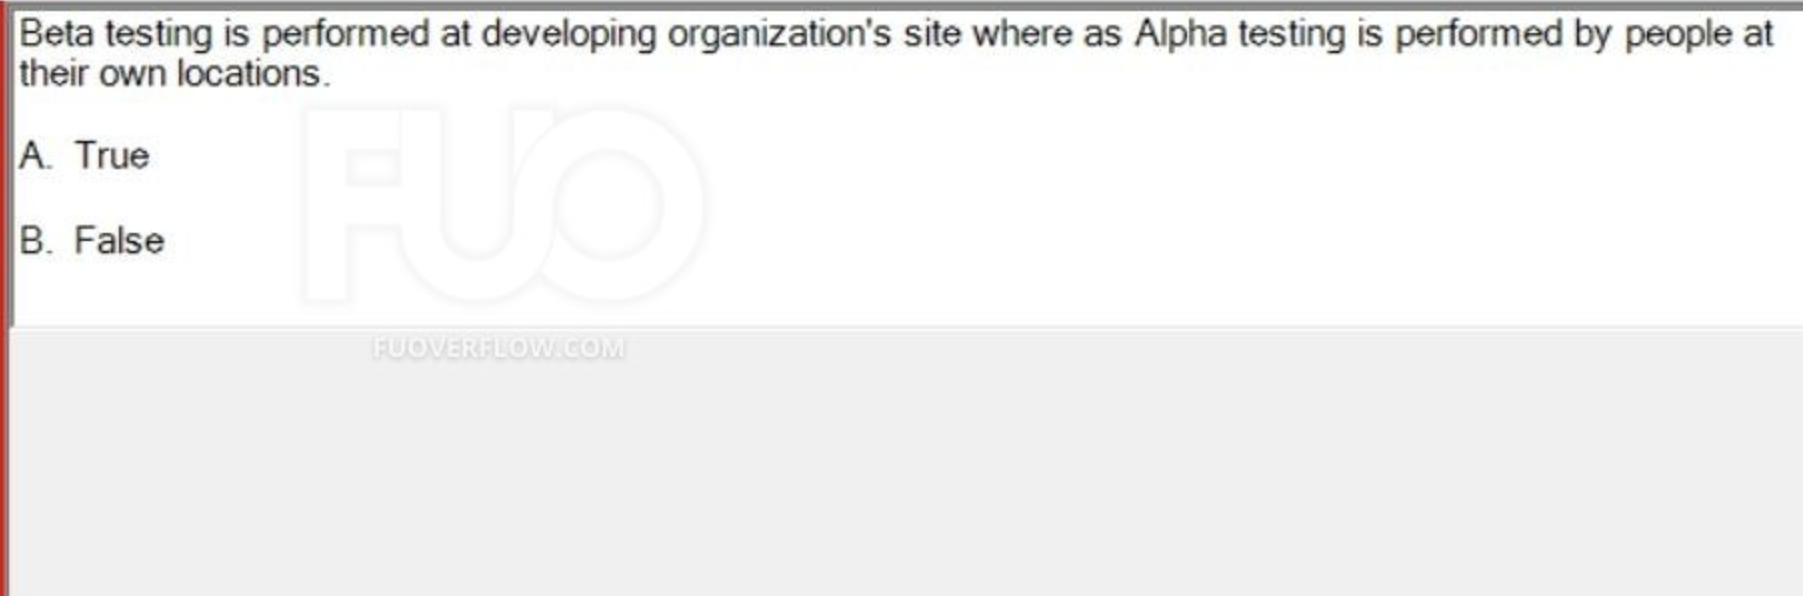 Beta testing is performed at developing organization's site where as Alpha testing is performed by people at
their own locations.
A. True
B. False
FUO
FUOVERFLOW.COM